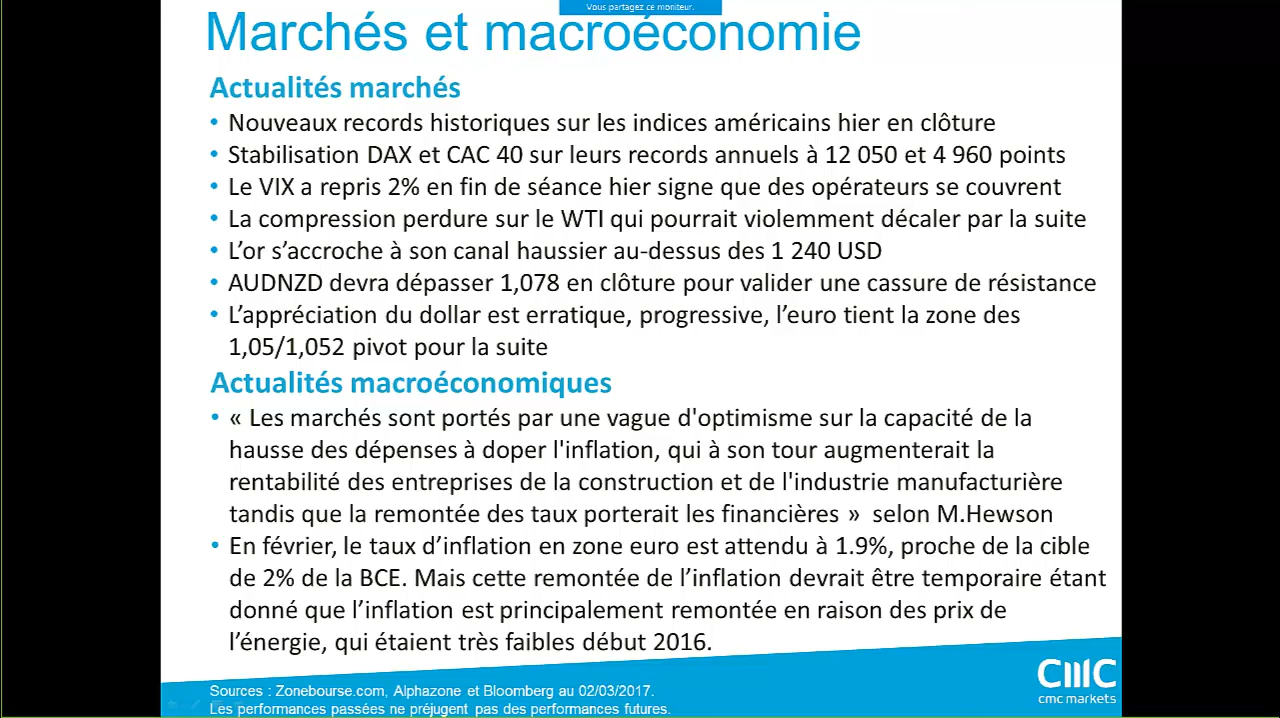 Vous partagez ce moniteur.
Marchés et macroéconomie
Actualités marchés
• Nouveaux records historiques sur les indices américains hier en clôture
• Stabilisation DAX et CAC 40 sur leurs records annuels à 12 050 et 4 960 points
• Le VIX a repris 2% en fin de séance hier signe que des opérateurs se couvrent
• La compression perdure sur le WTI qui pourrait violemment décaler par la suite
• L’or s’accroche à son canal haussier au-dessus des 1 240 USD
• AUDNZD devra dépasser 1,078 en clôture pour valider une cassure de résistance
• L’appréciation du dollar est erratique, progressive, l’euro tient la zone des
1,05/1,052 pivot pour la suite
Actualités macroéconomiques
• « Les marchés sont portés par une vague d'optimisme sur la capacité de la
hausse des dépenses à doper l'inflation, qui à son tour augmenterait la
rentabilité des entreprises de la construction et de l'industrie manufacturière
tandis que la remontée des taux porterait les financières » selon M.Hewson
• En février, le taux d’inflation en zone euro est attendu à 1.9%, proche de la cible
de 2% de la BCE. Mais cette remontée de l’inflation devrait être temporaire étant
donné que l’inflation est principalement remontée en raison des prix de
l’énergie, qui étaient très faibles début 2016.
Sources : Zonebourse.com, Alphazone et Bloomberg au 02/03/2017.
Les performances passées ne préjugent pas des performances futures.
CMC
cmc markets